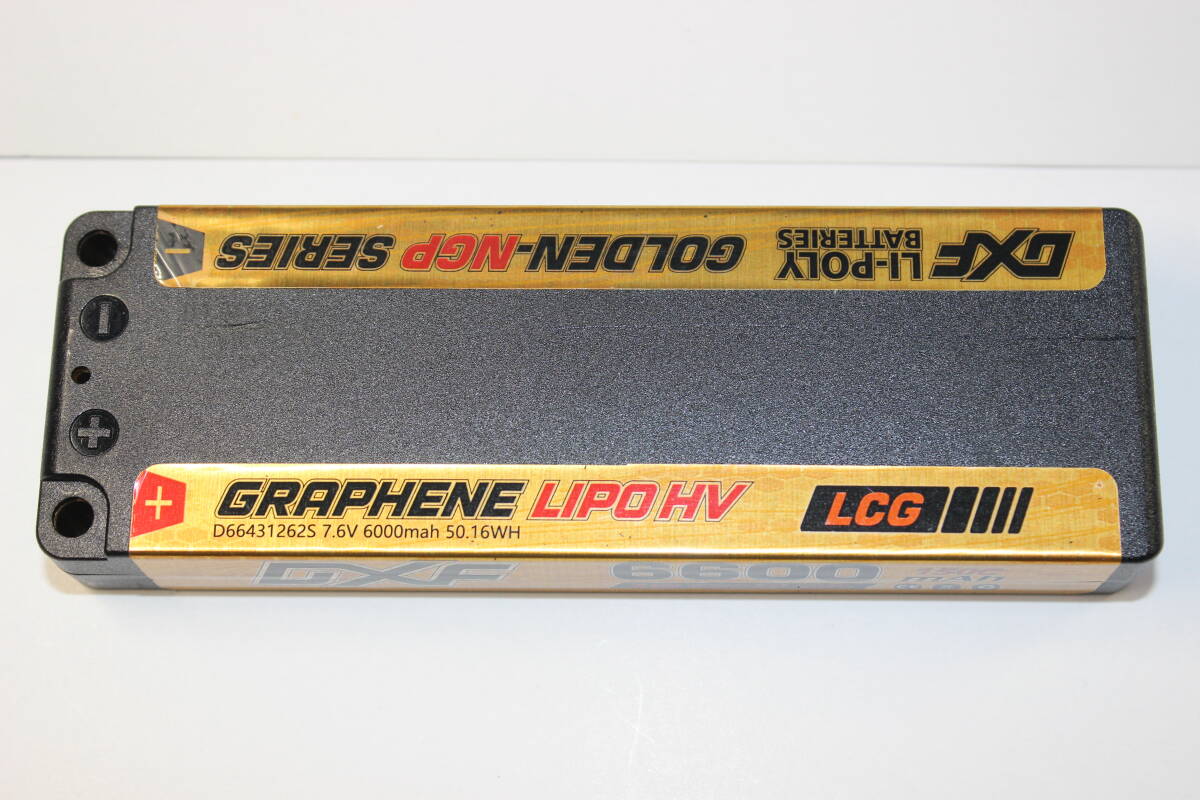 GOLDEN-NGP SERIES
LI-POLY
BATTERIES
DXF
GRAPHENE LIPO HV
D66431262S 7.6V 6000mah 50.16WH
LCG
DXF 6600
mAh